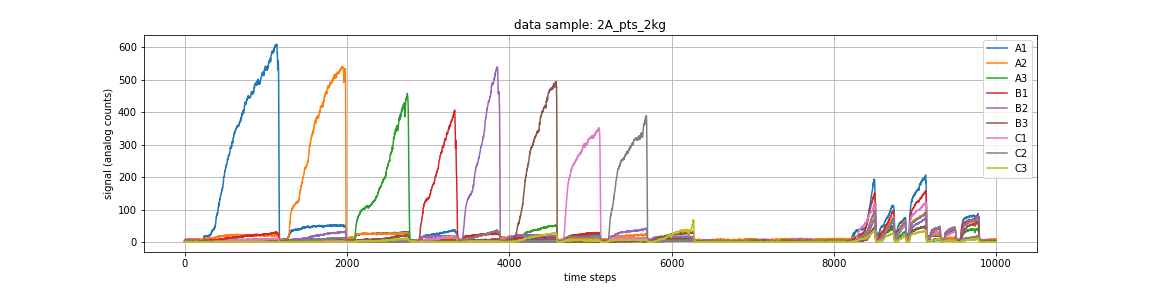 data sample: 2A_pts_2kg
signal (analog counts)
600
500
400
300
200
100
0
0
2000
4000
6000
8000
10000
time steps
A1
A2
A3
B1
B2
B3
C1
C2
C3